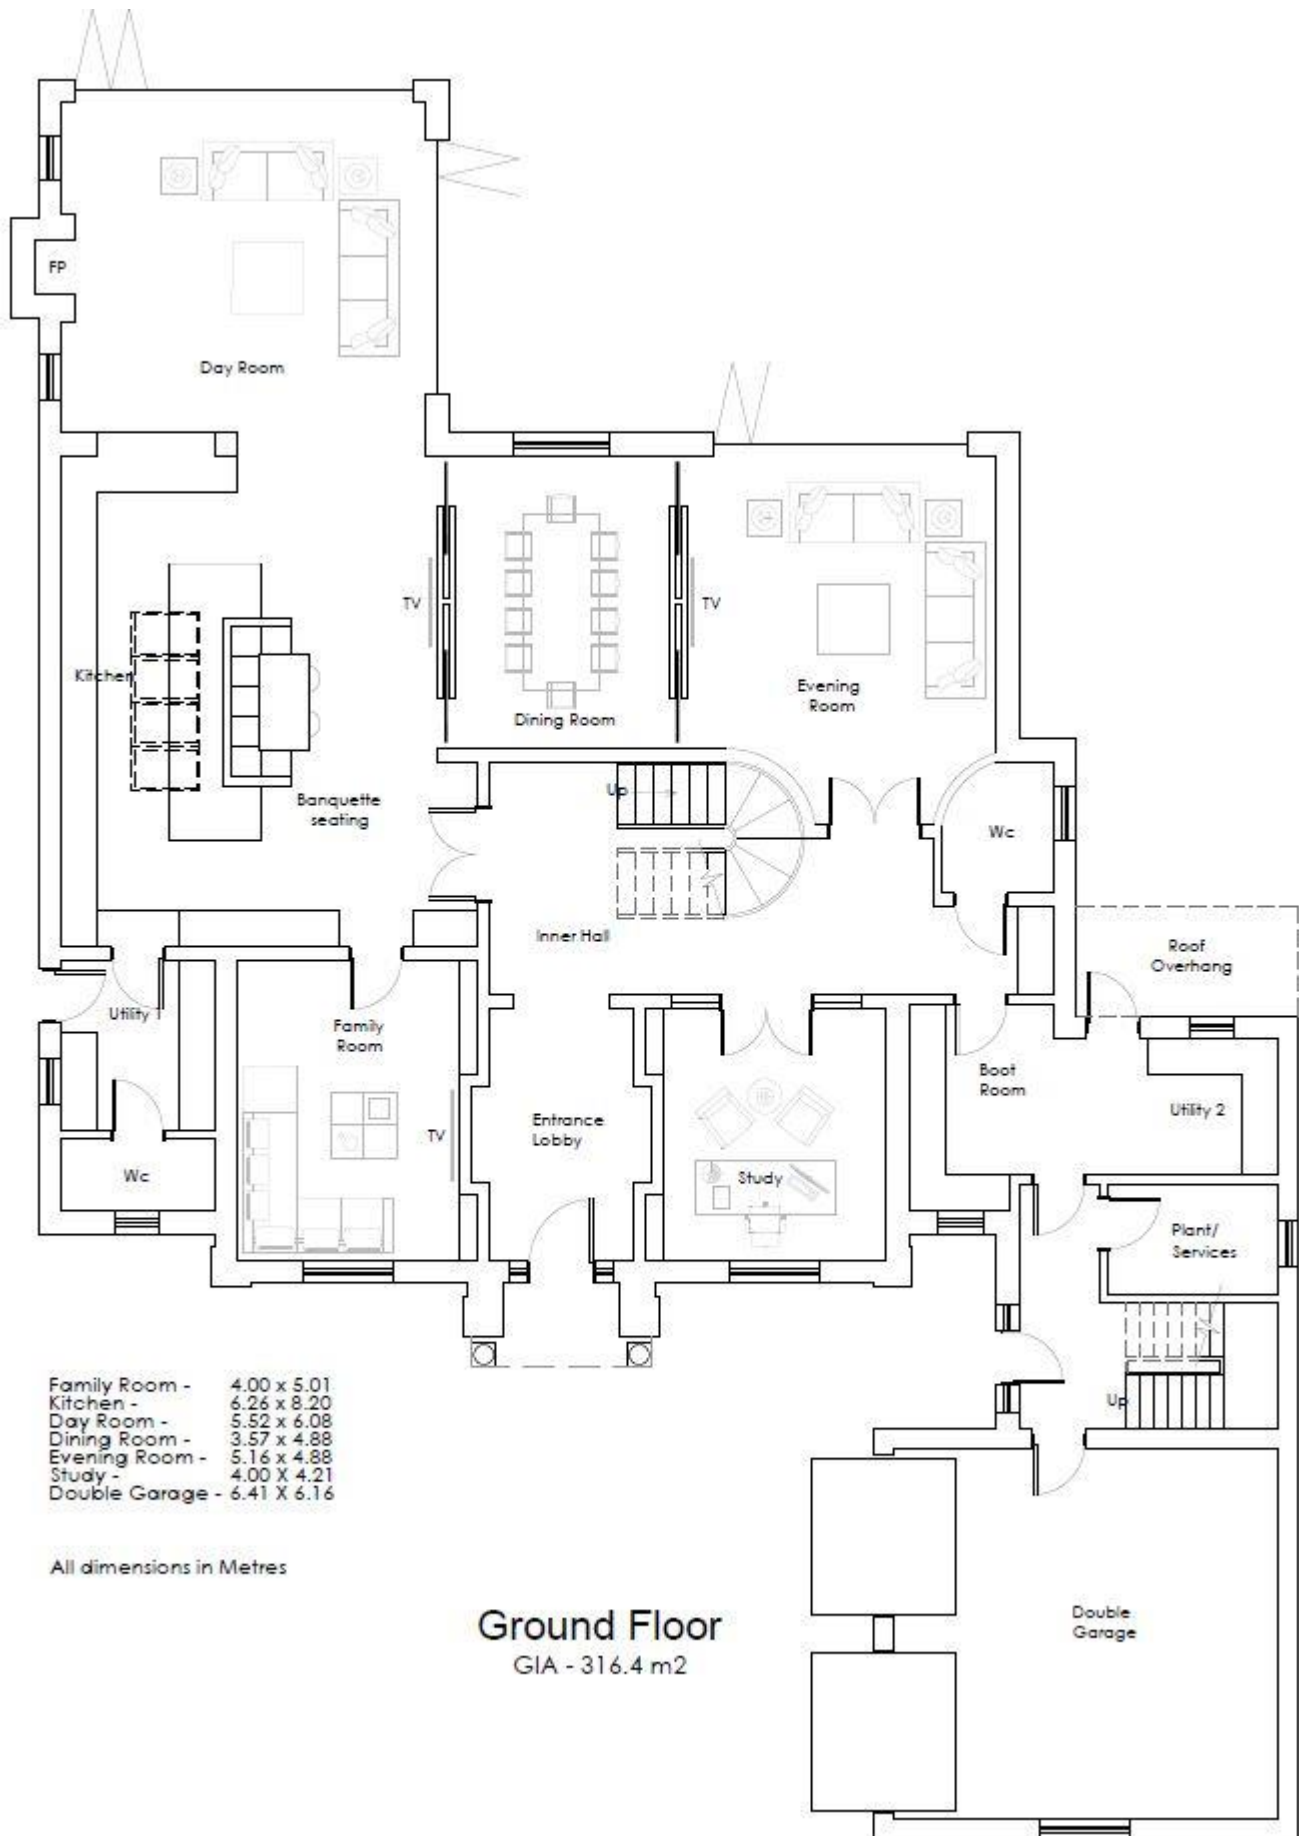 FP
Day Room
TV
TV
Kitchen
Evening
Room
Dining Room
Up
Banquette
seating
Wc
Inner Hall
Roof
Overhang
Utility 1
Family
Room
Boot
Room
Entrance
Lobby
Utility 2
TV
Wc
Study
Plant/
Services
Up
Family Room - 4.00 x 5.01
Kitchen - 6.26 x 8.20
Day Room - 5.52 x 6.08
Dining Room - 3.57 x 4.88
Evening Room - 5.16 x 4.88
Study - 4.00 X 4.21
Double Garage - 6.41 X 6.16
All dimensions in Metres
Ground Floor
GIA - 316.4 m2
Double
Garage